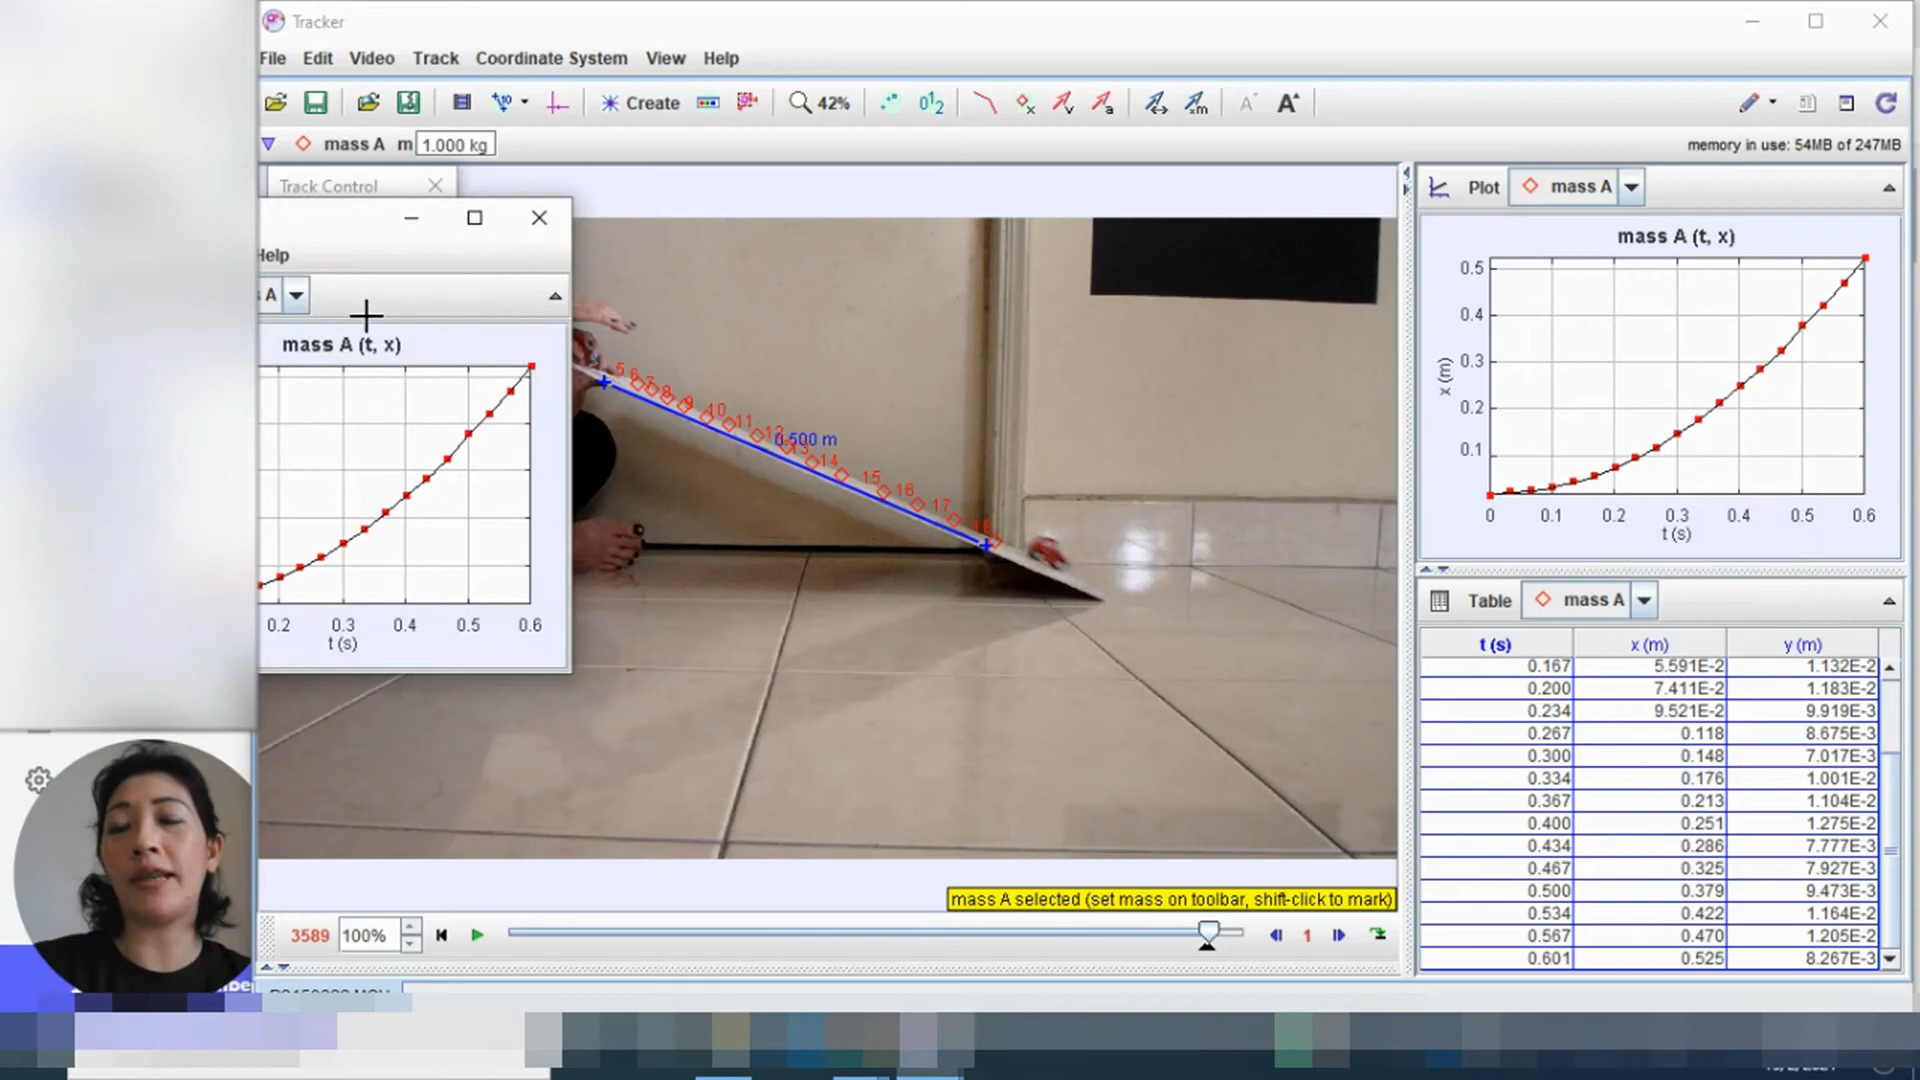 Tracker
File Edit Video Track Coordinate System View Help
Create 42%
mass A m 1.000 kg
memory in use: 54MB of 247MB
Track Control
Help
A
mass A (t, x)
0.2 0.3 0.4 0.5 0.6
t (s)
5 6 7 8 9 10 11 12 13 14 15 16 17 18
0.500 m
Plot mass A
mass A (t, x)
x (m)
0.5
0.4
0.3
0.2
0.1
0 0.1 0.2 0.3 0.4 0.5 0.6
t (s)
Table mass A
t (s) x (m) y (m)
0.167 5.591E-2 1.132E-2
0.200 7.411E-2 1.183E-2
0.234 9.521E-2 9.919E-3
0.267 0.118 8.675E-3
0.300 0.148 7.017E-3
0.334 0.176 1.001E-2
0.367 0.213 1.104E-2
0.400 0.251 1.275E-2
0.434 0.286 7.777E-3
0.467 0.325 7.927E-3
0.500 0.379 9.473E-3
0.534 0.422 1.164E-2
0.567 0.470 1.205E-2
0.601 0.525 8.267E-3
mass A selected (set mass on toolbar, shift-click to mark)
3589 100% 1